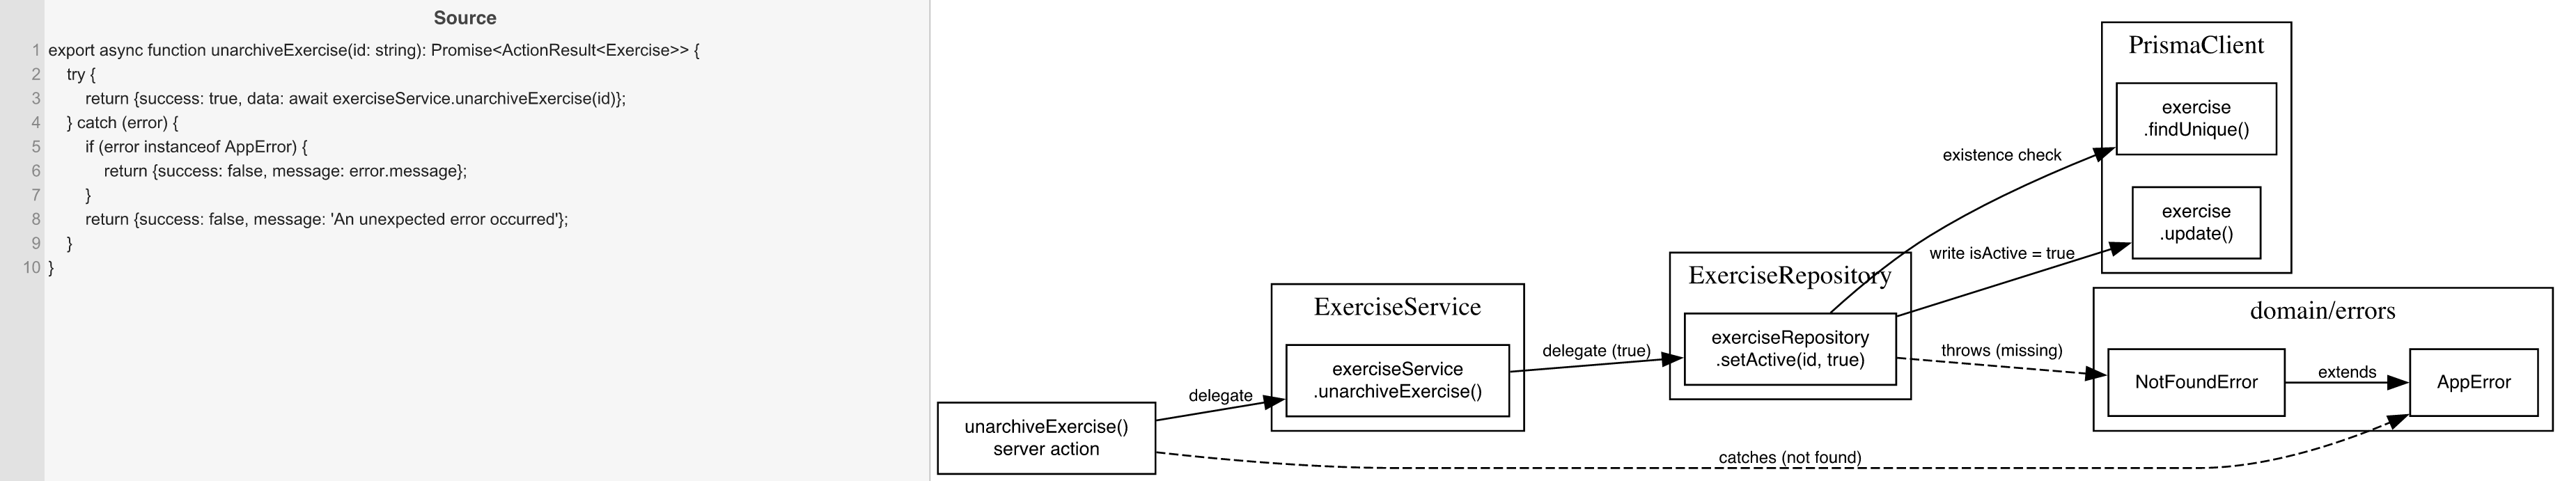 Source
1 export async function unarchiveExercise(id: string): Promise<ActionResult<Exercise>> {
2 try {
3 return {success: true, data: await exerciseService.unarchiveExercise(id)};
4 } catch (error) {
5 if (error instanceof AppError) {
6 return {success: false, message: error.message};
7 }
8 return {success: false, message: 'An unexpected error occurred'};
9 }
10 }
unarchiveExercise()
server action
delegate
ExerciseService
exerciseService
.unarchiveExercise()
delegate (true)
ExerciseRepository
exerciseRepository
.setActive(id, true)
existence check
write isActive = true
throws (missing)
catches (not found)
PrismaClient
exercise
.findUnique()
exercise
.update()
domain/errors
NotFoundError
extends
AppError